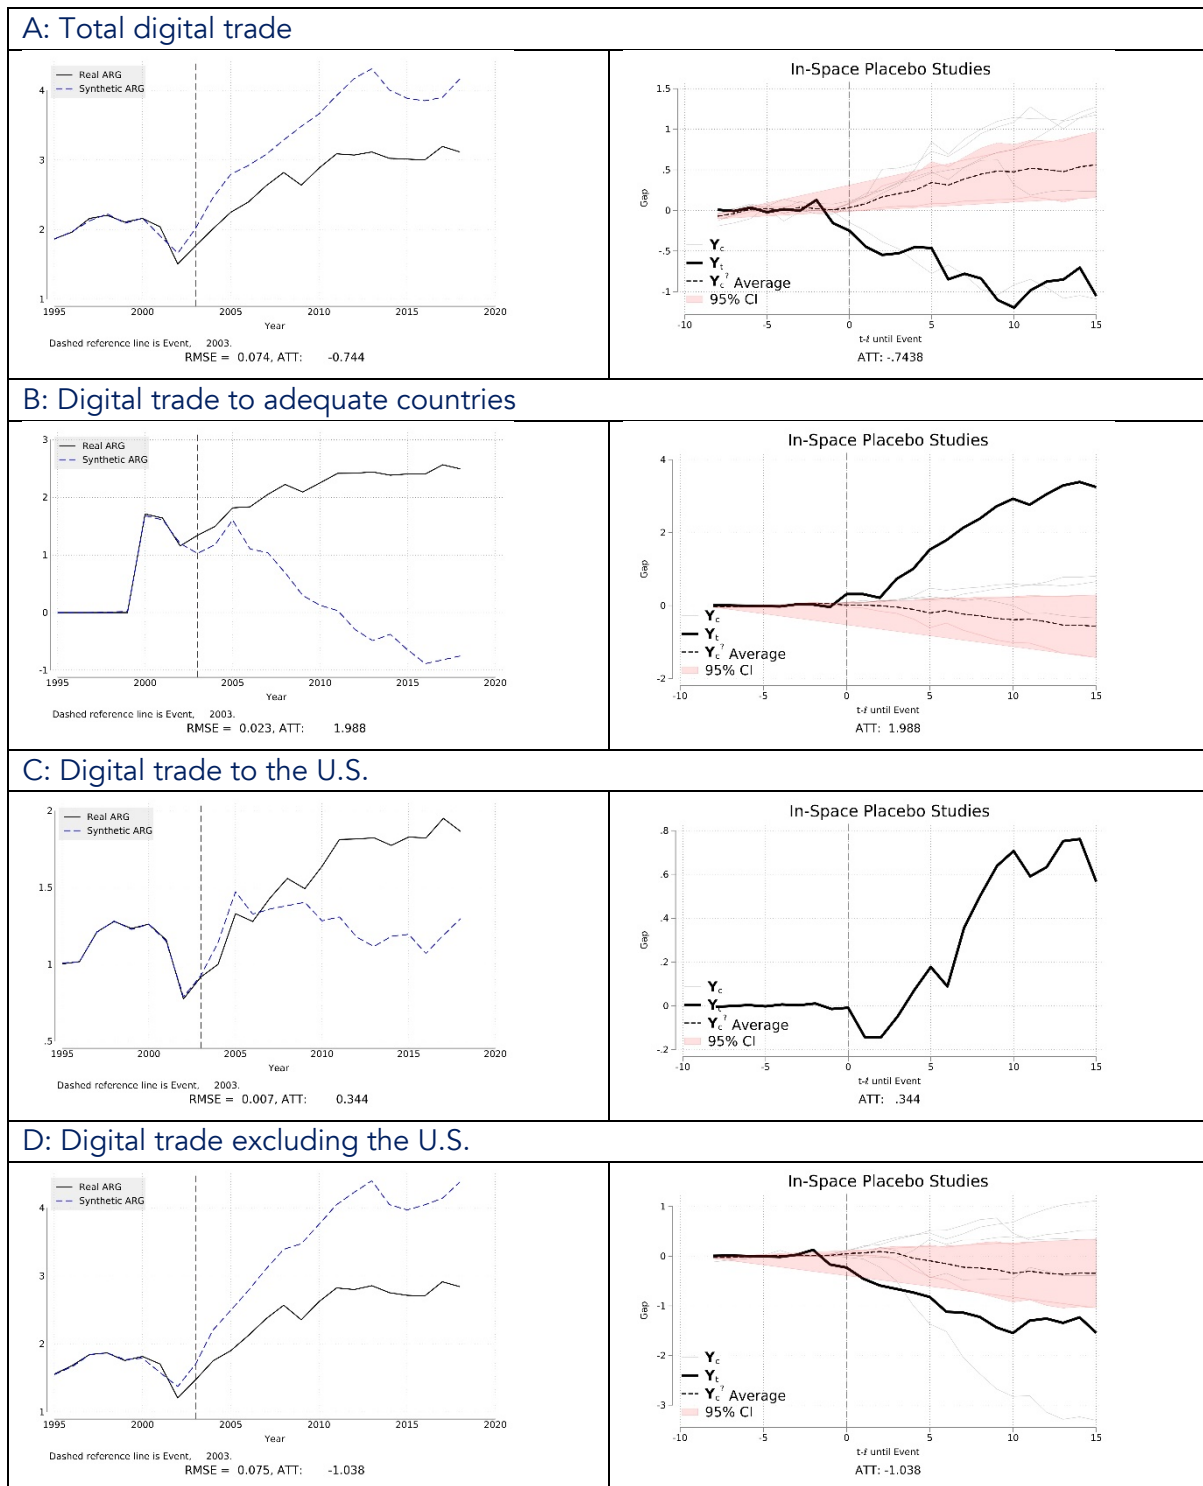 A: Total digital trade
Real ARG
Synthetic ARG
4
3
2
1
1995 2000 2005 2010 2015 2020
Year
Dashed reference line is Event, 2003.
RMSE = 0.074, ATT: -0.744
In-Space Placebo Studies
1.5
1
.5
0
-.5
-1
Gap
Yc
Yt
Yc? Average
95% CI
-10 -5 0 5 10 15
t-ℓ until Event
ATT: -.7438
B: Digital trade to adequate countries
Real ARG
Synthetic ARG
3
2
1
0
-1
1995 2000 2005 2010 2015 2020
Year
Dashed reference line is Event, 2003.
RMSE = 0.023, ATT: 1.988
In-Space Placebo Studies
4
2
0
-2
Gap
Yc
Yt
Yc? Average
95% CI
-10 -5 0 5 10 15
t-ℓ until Event
ATT: 1.988
C: Digital trade to the U.S.
Real ARG
Synthetic ARG
2
1.5
1
.5
1995 2000 2005 2010 2015 2020
Year
Dashed reference line is Event, 2003.
RMSE = 0.007, ATT: 0.344
In-Space Placebo Studies
.8
.6
.4
.2
0
-.2
Gap
Yc
Yt
Yc? Average
95% CI
-10 -5 0 5 10 15
t-ℓ until Event
ATT: .344
D: Digital trade excluding the U.S.
Real ARG
Synthetic ARG
4
3
2
1
1995 2000 2005 2010 2015 2020
Year
Dashed reference line is Event, 2003.
RMSE = 0.075, ATT: -1.038
In-Space Placebo Studies
1
0
-1
-2
-3
Gap
Yc
Yt
Yc? Average
95% CI
-10 -5 0 5 10 15
t-ℓ until Event
ATT: -1.038